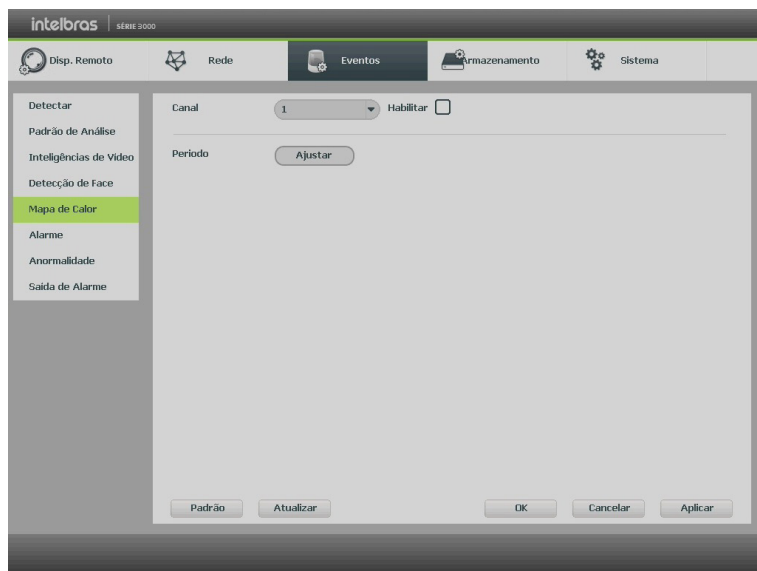 intelbras SÉRIE 3000
Disp. Remoto Rede Eventos Armazenamento Sistema
Detectar
Padrão de Análise
Inteligências de Vídeo
Detecção de Face
Mapa de Calor
Alarme
Anormalidade
Saída de Alarme
Canal 1 Habilitar
Periodo Ajustar
Padrão Atualizar OK Cancelar Aplicar